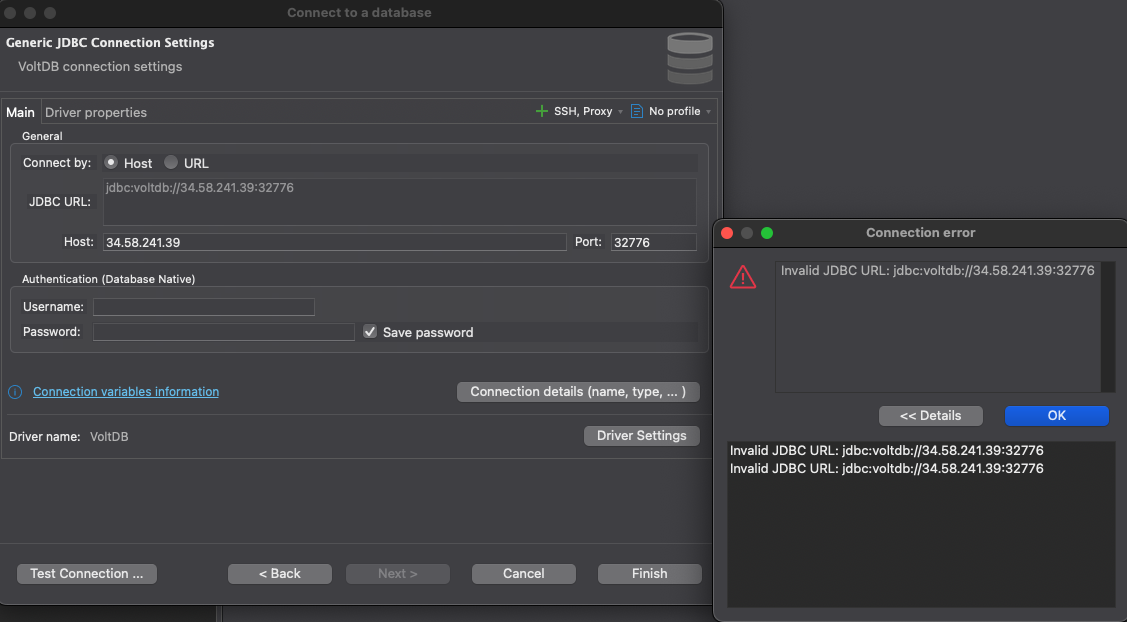 Connect to a database
Generic JDBC Connection Settings
VoltDB connection settings
Main Driver properties SSH, Proxy No profile
General
Connect by: Host URL
JDBC URL: jdbc:voltdb://34.58.241.39:32776
Host: 34.58.241.39 Port: 32776
Authentication (Database Native)
Username:
Password: Save password
Connection variables information Connection details (name, type, ... )
Driver name: VoltDB Driver Settings
Test Connection ... < Back Next > Cancel Finish
Connection error
Invalid JDBC URL: jdbc:voltdb://34.58.241.39:32776
<< Details OK
Invalid JDBC URL: jdbc:voltdb://34.58.241.39:32776
Invalid JDBC URL: jdbc:voltdb://34.58.241.39:32776